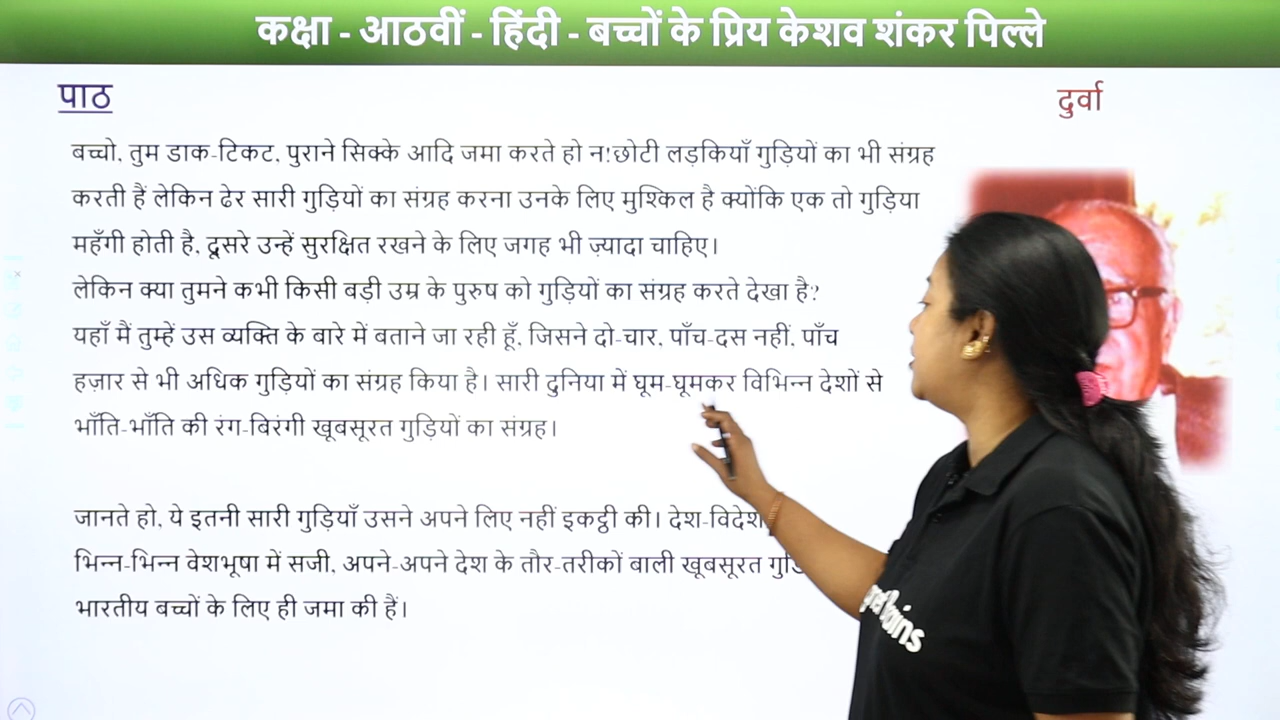 कक्षा - आठवीं - हिंदी - बच्चों के प्रिय केशव शंकर पिल्ले
पाठ
दुर्वा
बच्चो, तुम डाक-टिकट, पुराने सिक्के आदि जमा करते हो न!छोटी लड़कियाँ गुड़ियों का भी संग्रह
करती हैं लेकिन ढेर सारी गुड़ियों का संग्रह करना उनके लिए मुश्किल है क्योंकि एक तो गुड़िया
महँगी होती है, दूसरे उन्हें सुरक्षित रखने के लिए जगह भी ज़्यादा चाहिए।
लेकिन क्या तुमने कभी किसी बड़ी उम्र के पुरुष को गुड़ियों का संग्रह करते देखा है?
यहाँ मैं तुम्हें उस व्यक्ति के बारे में बताने जा रही हूँ, जिसने दो-चार, पाँच-दस नहीं, पाँच
हज़ार से भी अधिक गुड़ियों का संग्रह किया है। सारी दुनिया में घूम-घूमकर विभिन्न देशों से
भाँति-भाँति की रंग-बिरंगी खूबसूरत गुड़ियों का संग्रह।
जानते हो, ये इतनी सारी गुड़ियाँ उसने अपने लिए नहीं इकट्ठी की। देश-विदेश
भिन्न-भिन्न वेशभूषा में सजी, अपने-अपने देश के तौर-तरीकों बाली खूबसूरत
भारतीय बच्चों के लिए ही जमा की हैं।